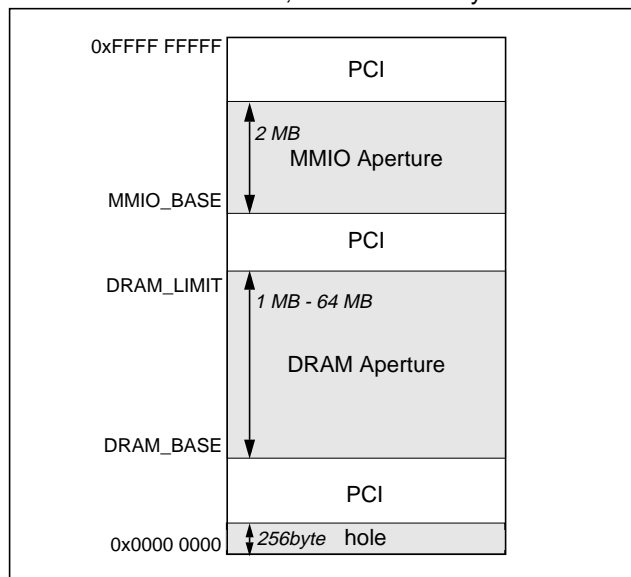 0xFFFF FFFFF
PCI
2 MB
MMIO Aperture
MMIO_BASE
PCI
DRAM_LIMIT
1 MB - 64 MB
DRAM Aperture
DRAM_BASE
PCI
256byte hole
0x0000 0000